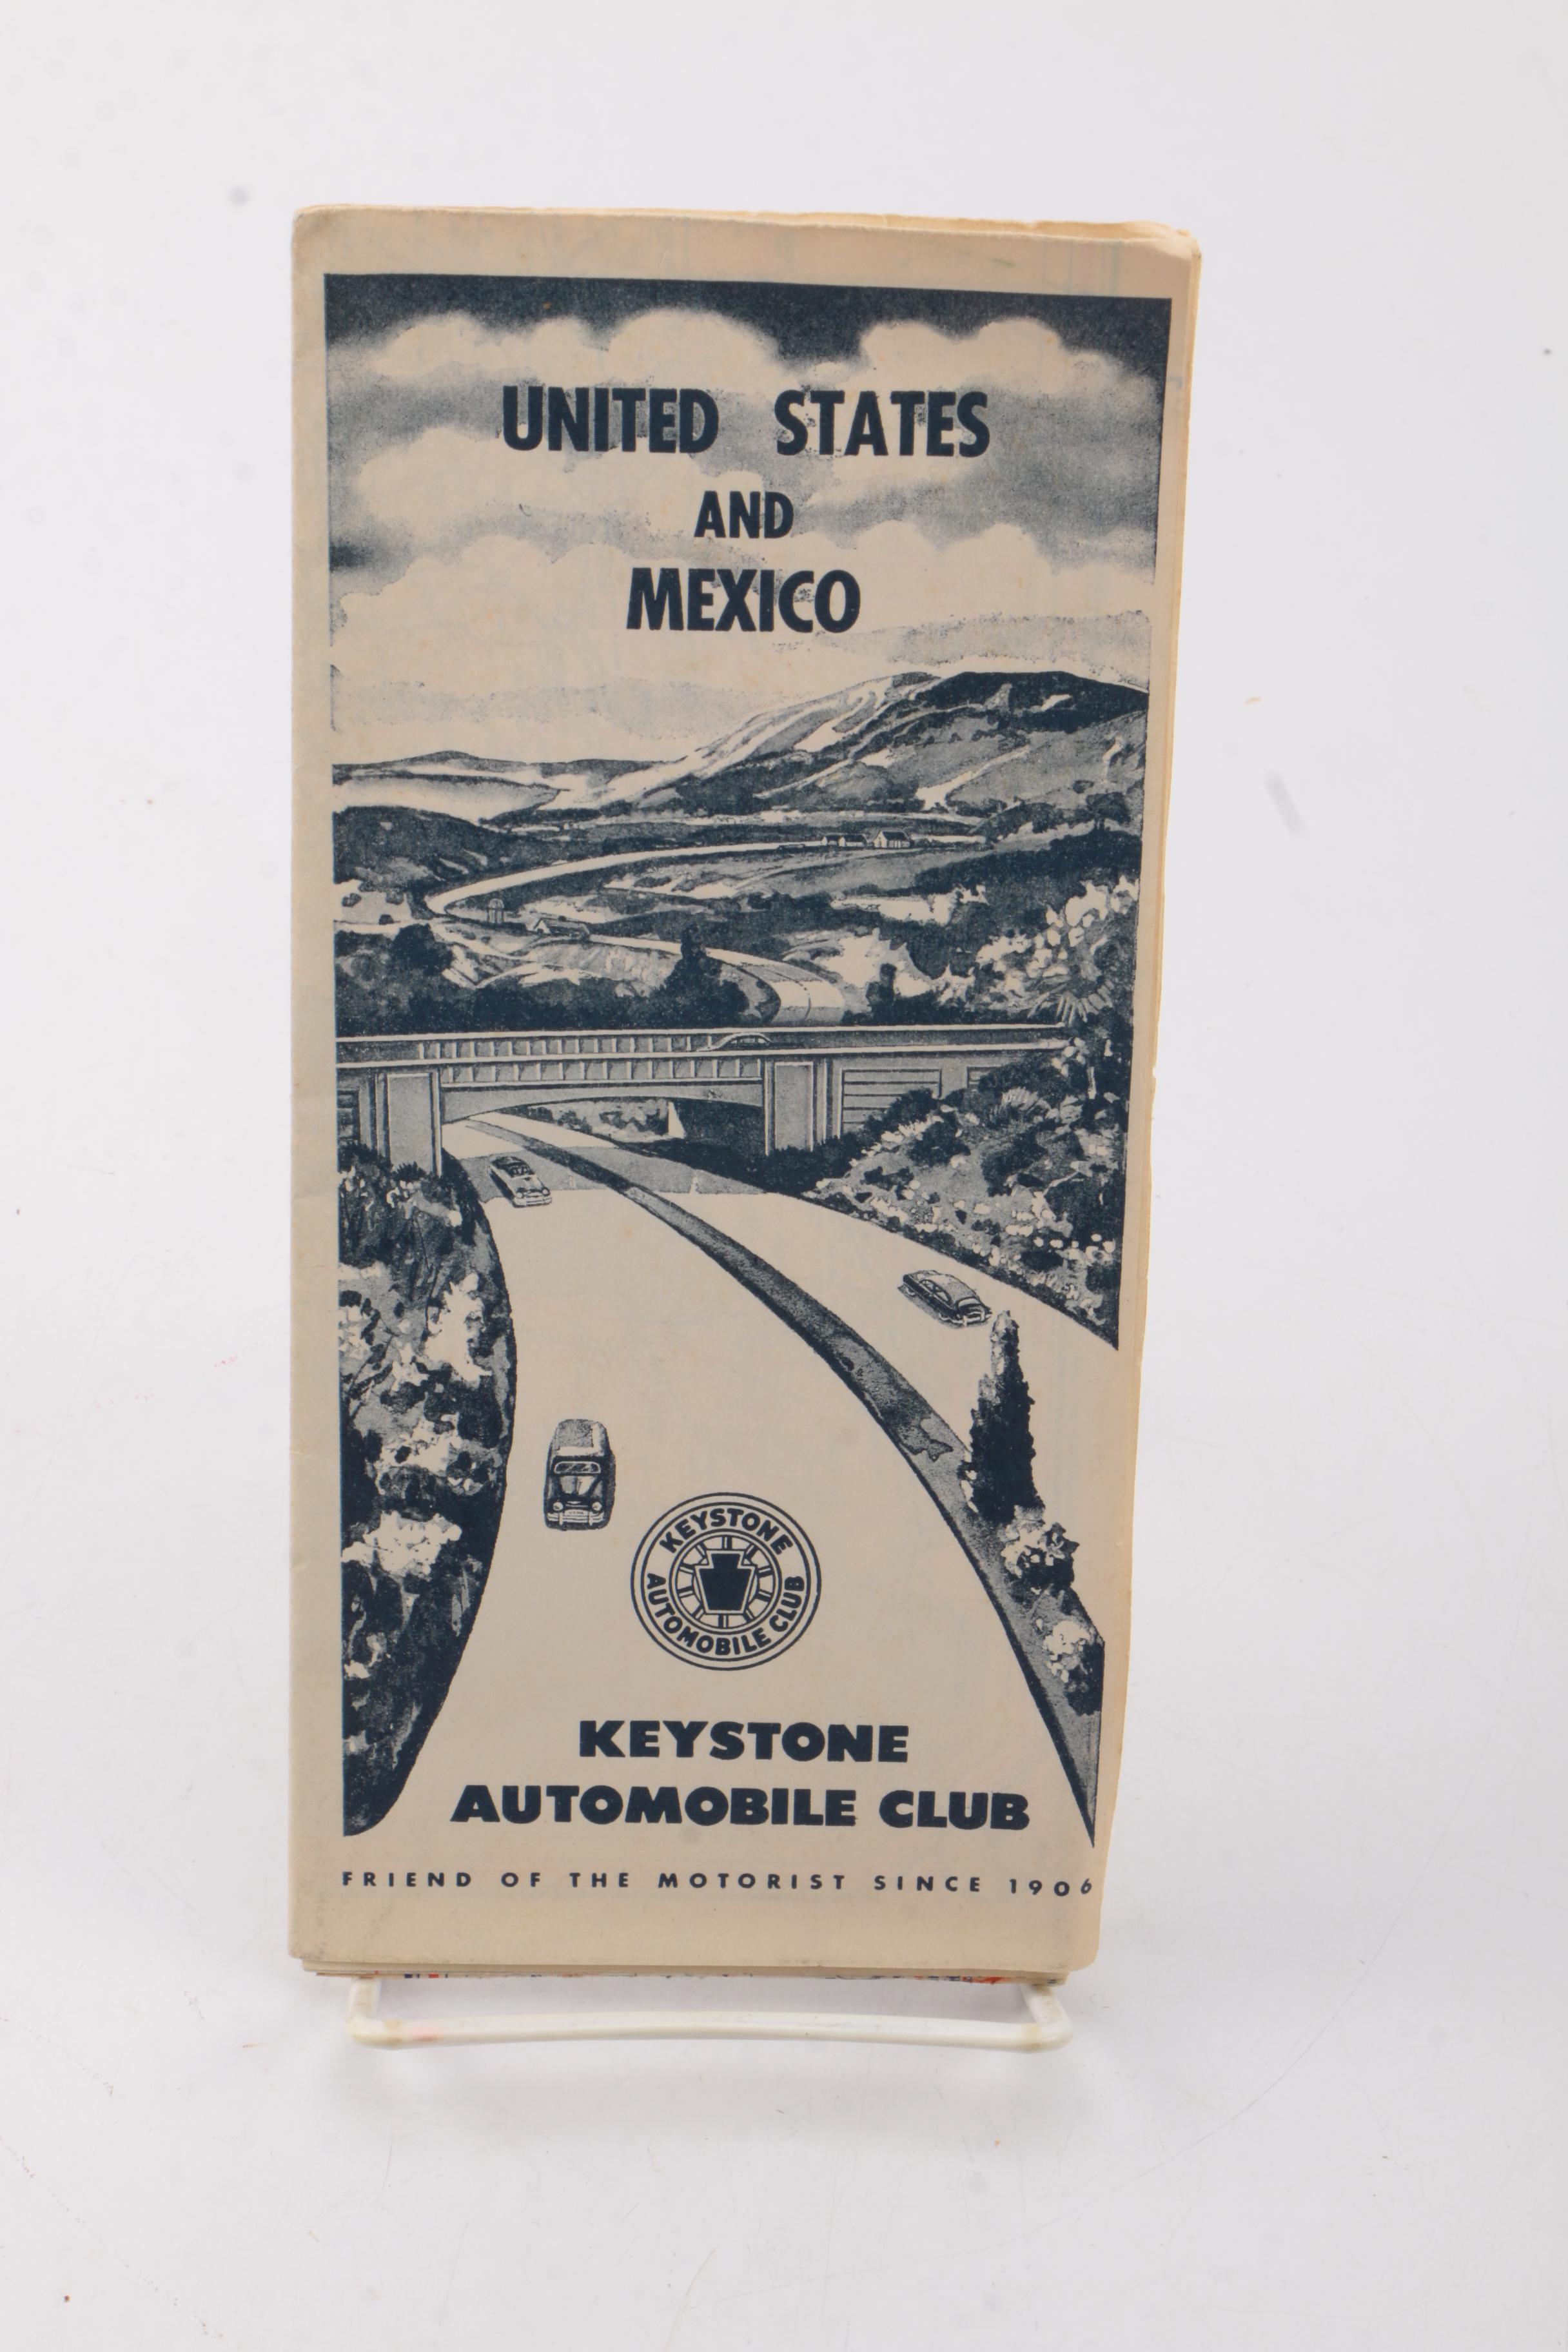 UNITED STATES
AND
MEXICO
KEYSTONE
AUTOMOBILE CLUB
KEYSTONE
AUTOMOBILE CLUB
FRIEND OF THE MOTORIST SINCE 1906